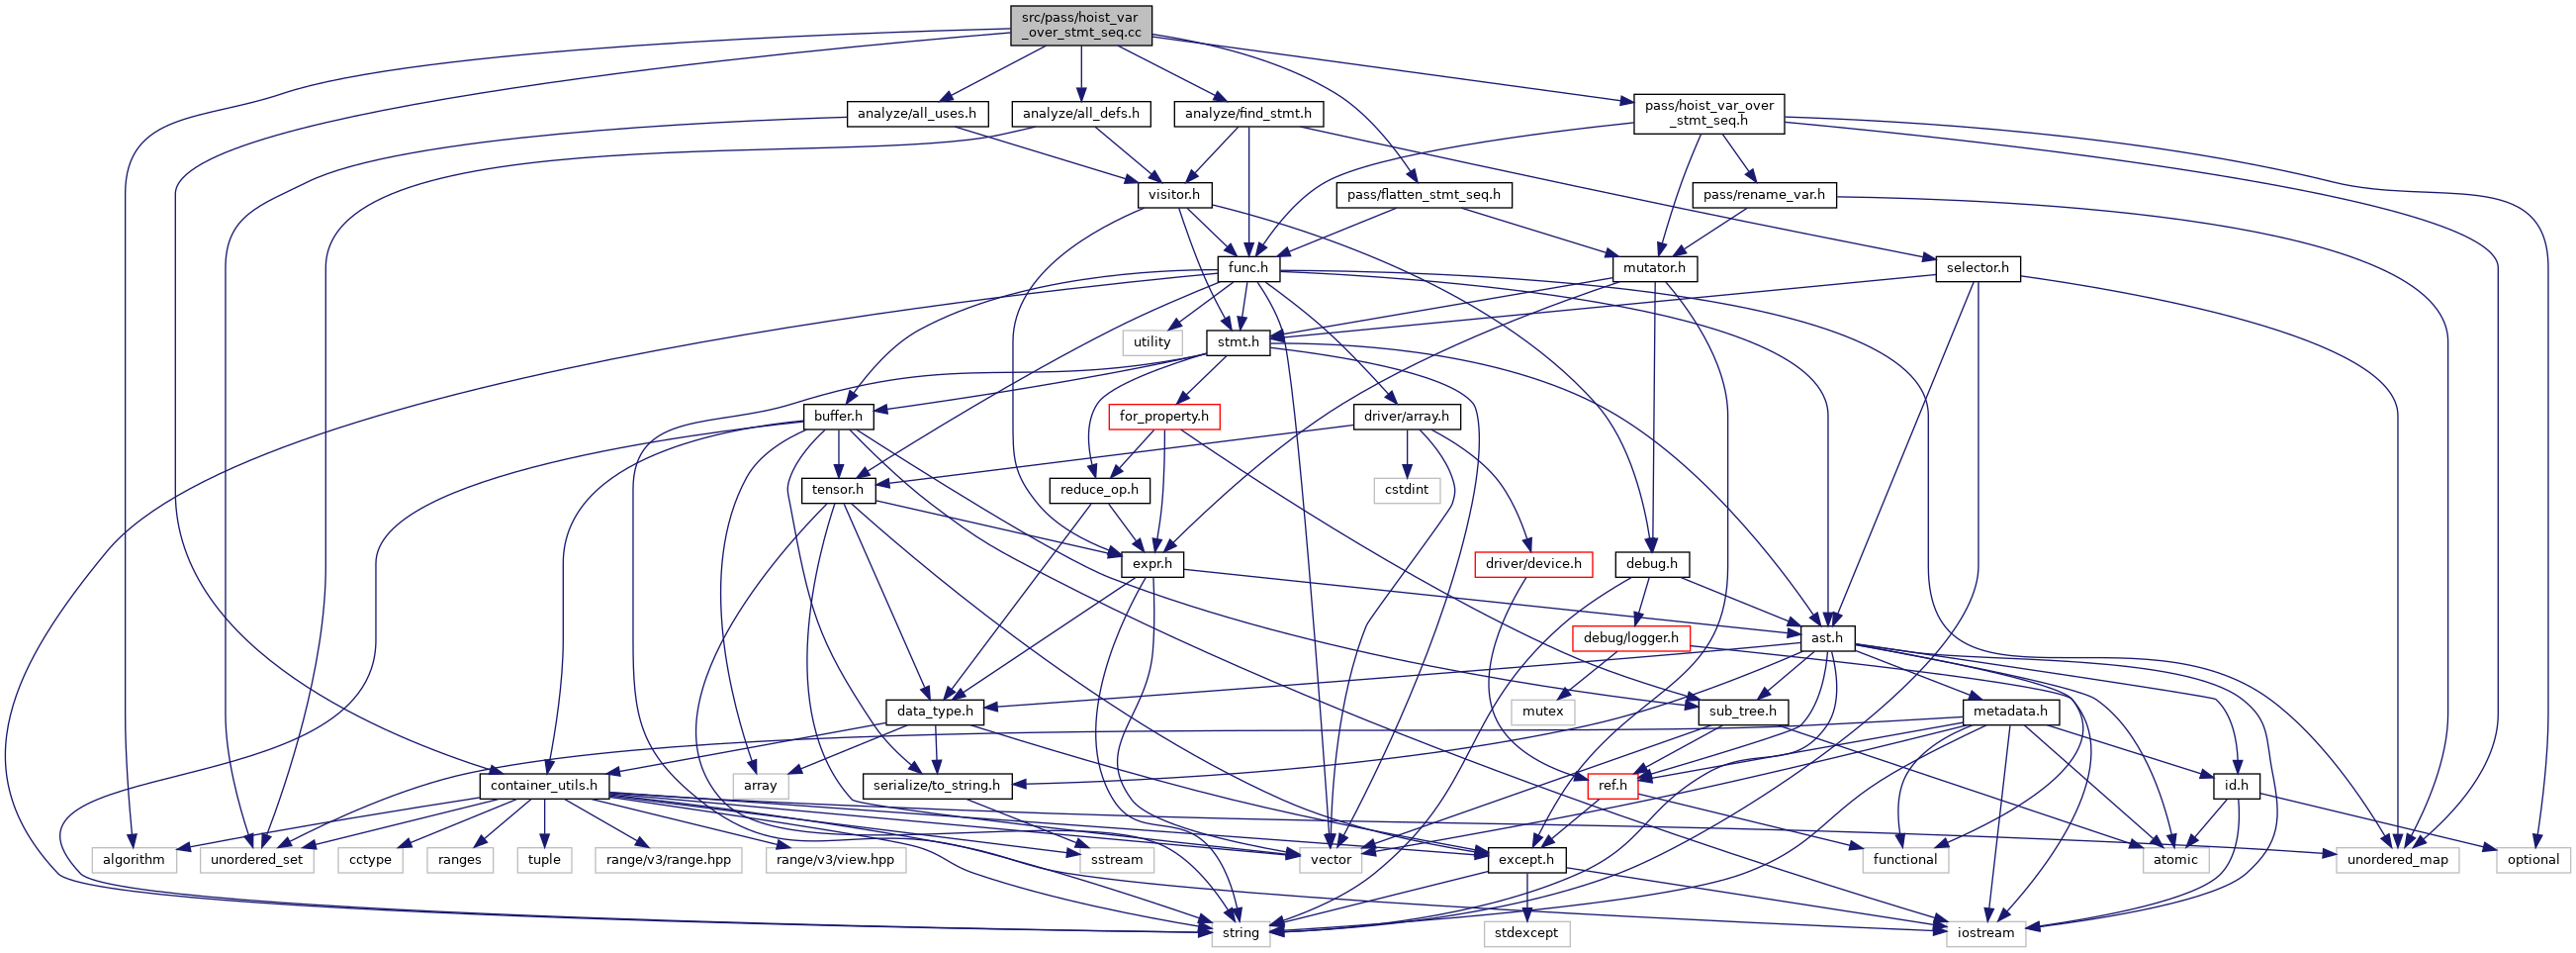 src/pass/hoist_var
_over_stmt_seq.cc
analyze/all_uses.h
analyze/all_defs.h
analyze/find_stmt.h
pass/hoist_var_over
_stmt_seq.h
visitor.h
pass/flatten_stmt_seq.h
pass/rename_var.h
func.h
mutator.h
selector.h
utility
stmt.h
buffer.h
for_property.h
driver/array.h
tensor.h
reduce_op.h
cstdint
expr.h
driver/device.h
debug.h
debug/logger.h
ast.h
data_type.h
mutex
sub_tree.h
metadata.h
container_utils.h
array
serialize/to_string.h
ref.h
id.h
algorithm
unordered_set
cctype
ranges
tuple
range/v3/range.hpp
range/v3/view.hpp
sstream
vector
except.h
functional
atomic
unordered_map
optional
string
stdexcept
iostream